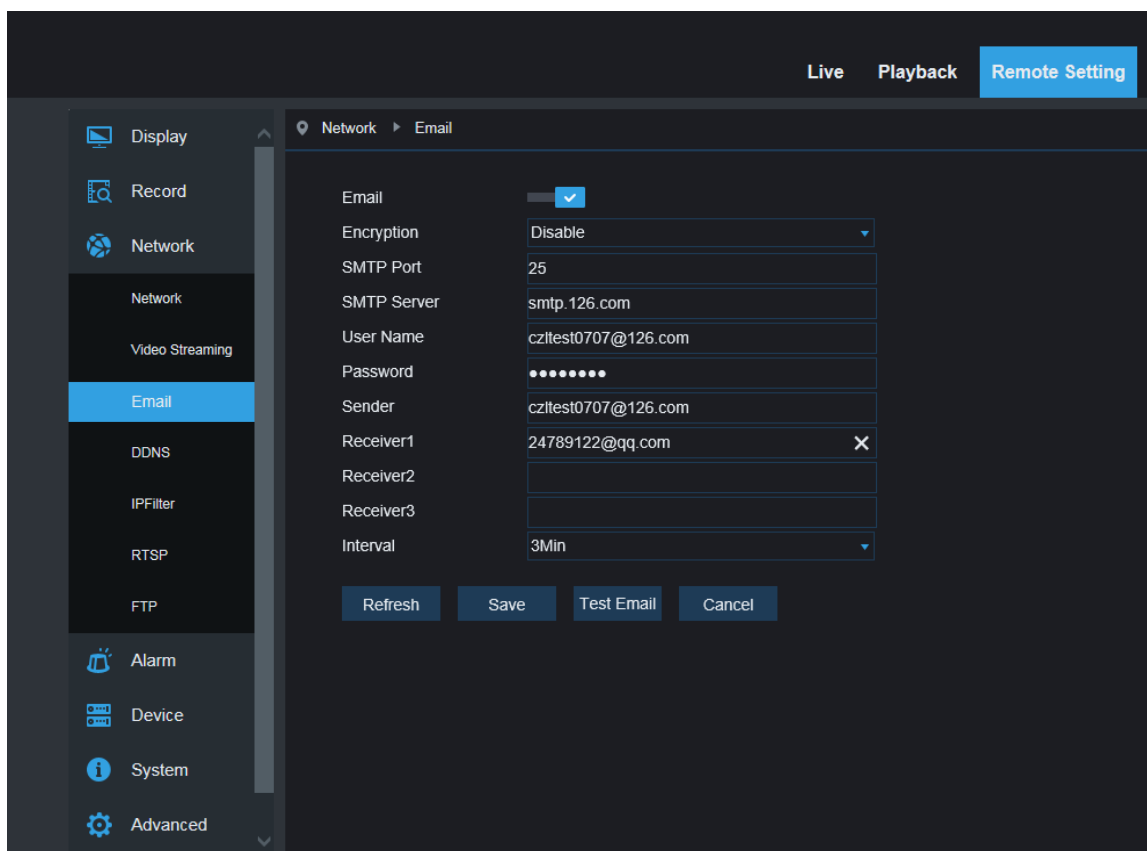 Live Playback Remote Setting
Display
Record
Network
Network
Video Streaming
Email
DDNS
IPFilter
RTSP
FTP
Alarm
Device
System
Advanced
Network Email
Email
Encryption Disable
SMTP Port 25
SMTP Server smtp.126.com
User Name czltest0707@126.com
Password ●●●●●●●●
Sender czltest0707@126.com
Receiver1 24789122@qq.com
Receiver2
Receiver3
Interval 3Min
Refresh Save Test Email Cancel